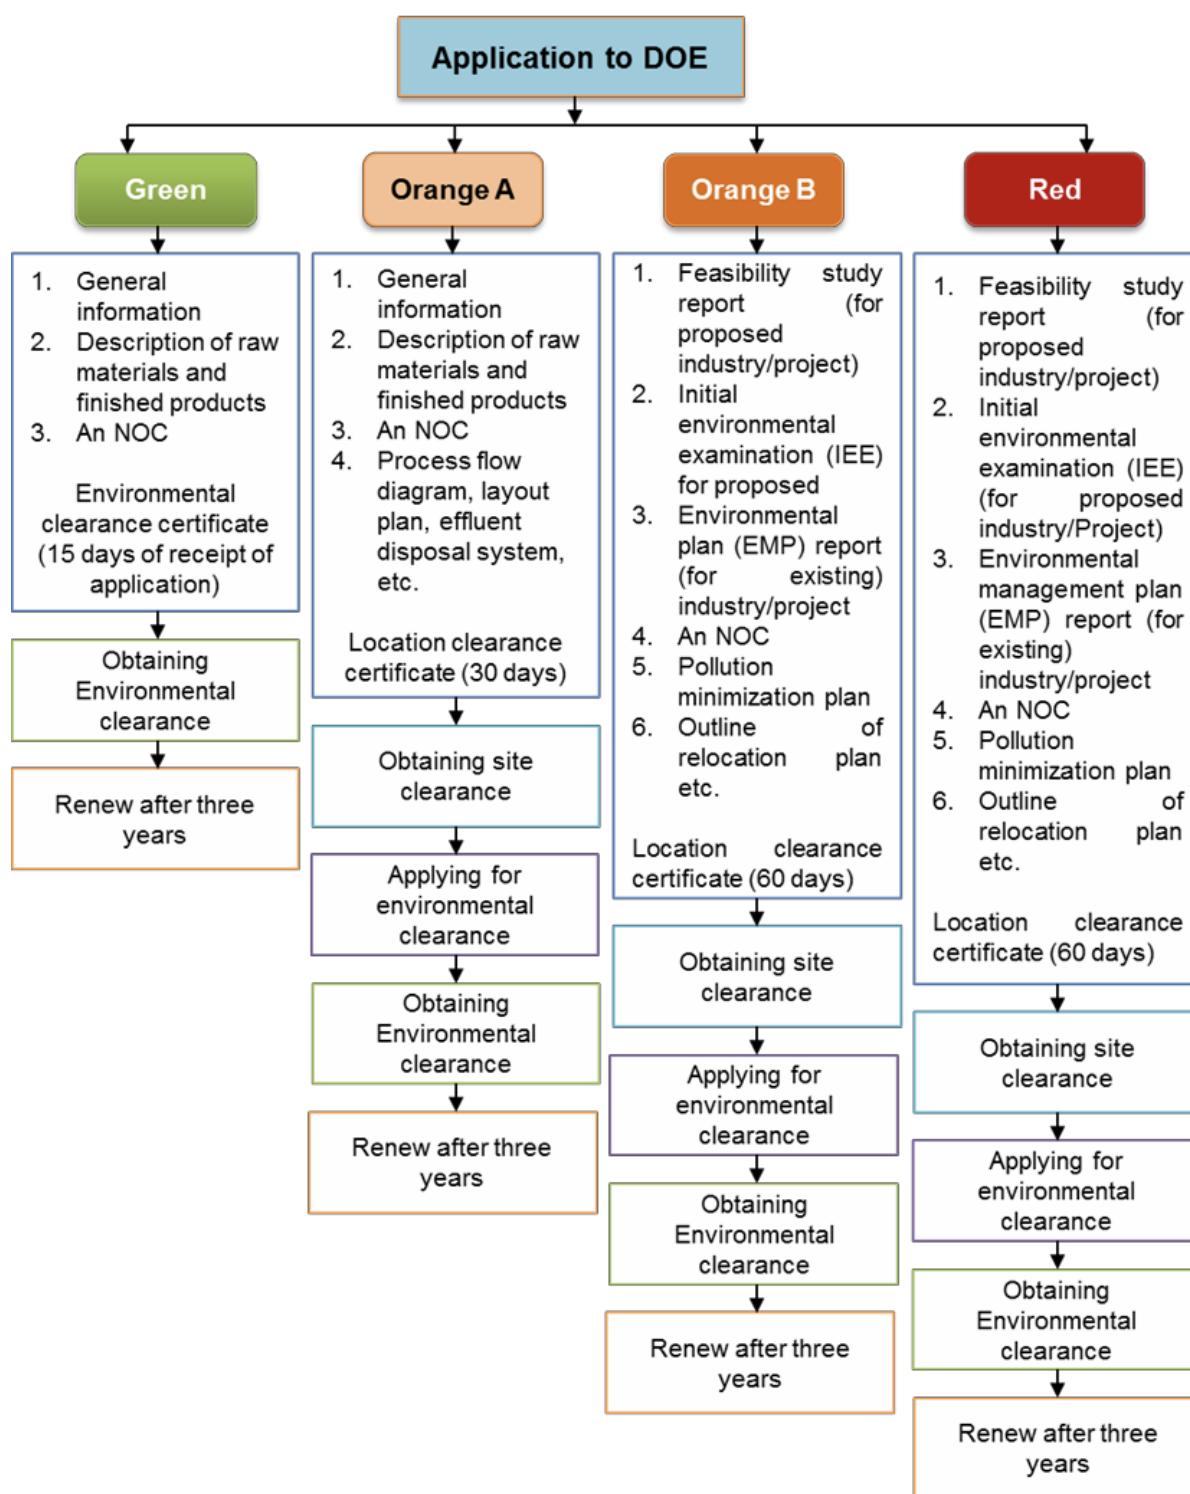 Application to DOE
Green
Orange A
Orange B
Red
1. General
information
2. Description of raw
materials and
finished products
3. An NOC
Environmental
clearance certificate
(15 days of receipt of
application)
Obtaining
Environmental
clearance
Renew after three
years
1. General
information
2. Description of raw
materials and
finished products
3. An NOC
4. Process flow
diagram, layout
plan, effluent
disposal system,
etc.
Location clearance
certificate (30 days)
Obtaining site
clearance
Applying for
environmental
clearance
Obtaining
Environmental
clearance
Renew after three
years
1. Feasibility study
report (for
proposed
industry/project)
2. Initial
environmental
examination (IEE)
for proposed
3. Environmental
plan (EMP) report
(for existing)
industry/project
4. An NOC
5. Pollution
minimization plan
6. Outline of
relocation plan
etc.
Location clearance
certificate (60 days)
Obtaining site
clearance
Applying for
environmental
clearance
Obtaining
Environmental
clearance
Renew after three
years
1. Feasibility study
report (for
proposed
industry/project)
2. Initial
environmental
examination (IEE)
(for proposed
industry/Project)
3. Environmental
management plan
(EMP) report (for
existing)
industry/project
4. An NOC
5. Pollution
minimization plan
6. Outline of
relocation plan
etc.
Location clearance
certificate (60 days)
Obtaining site
clearance
Applying for
environmental
clearance
Obtaining
Environmental
clearance
Renew after three
years